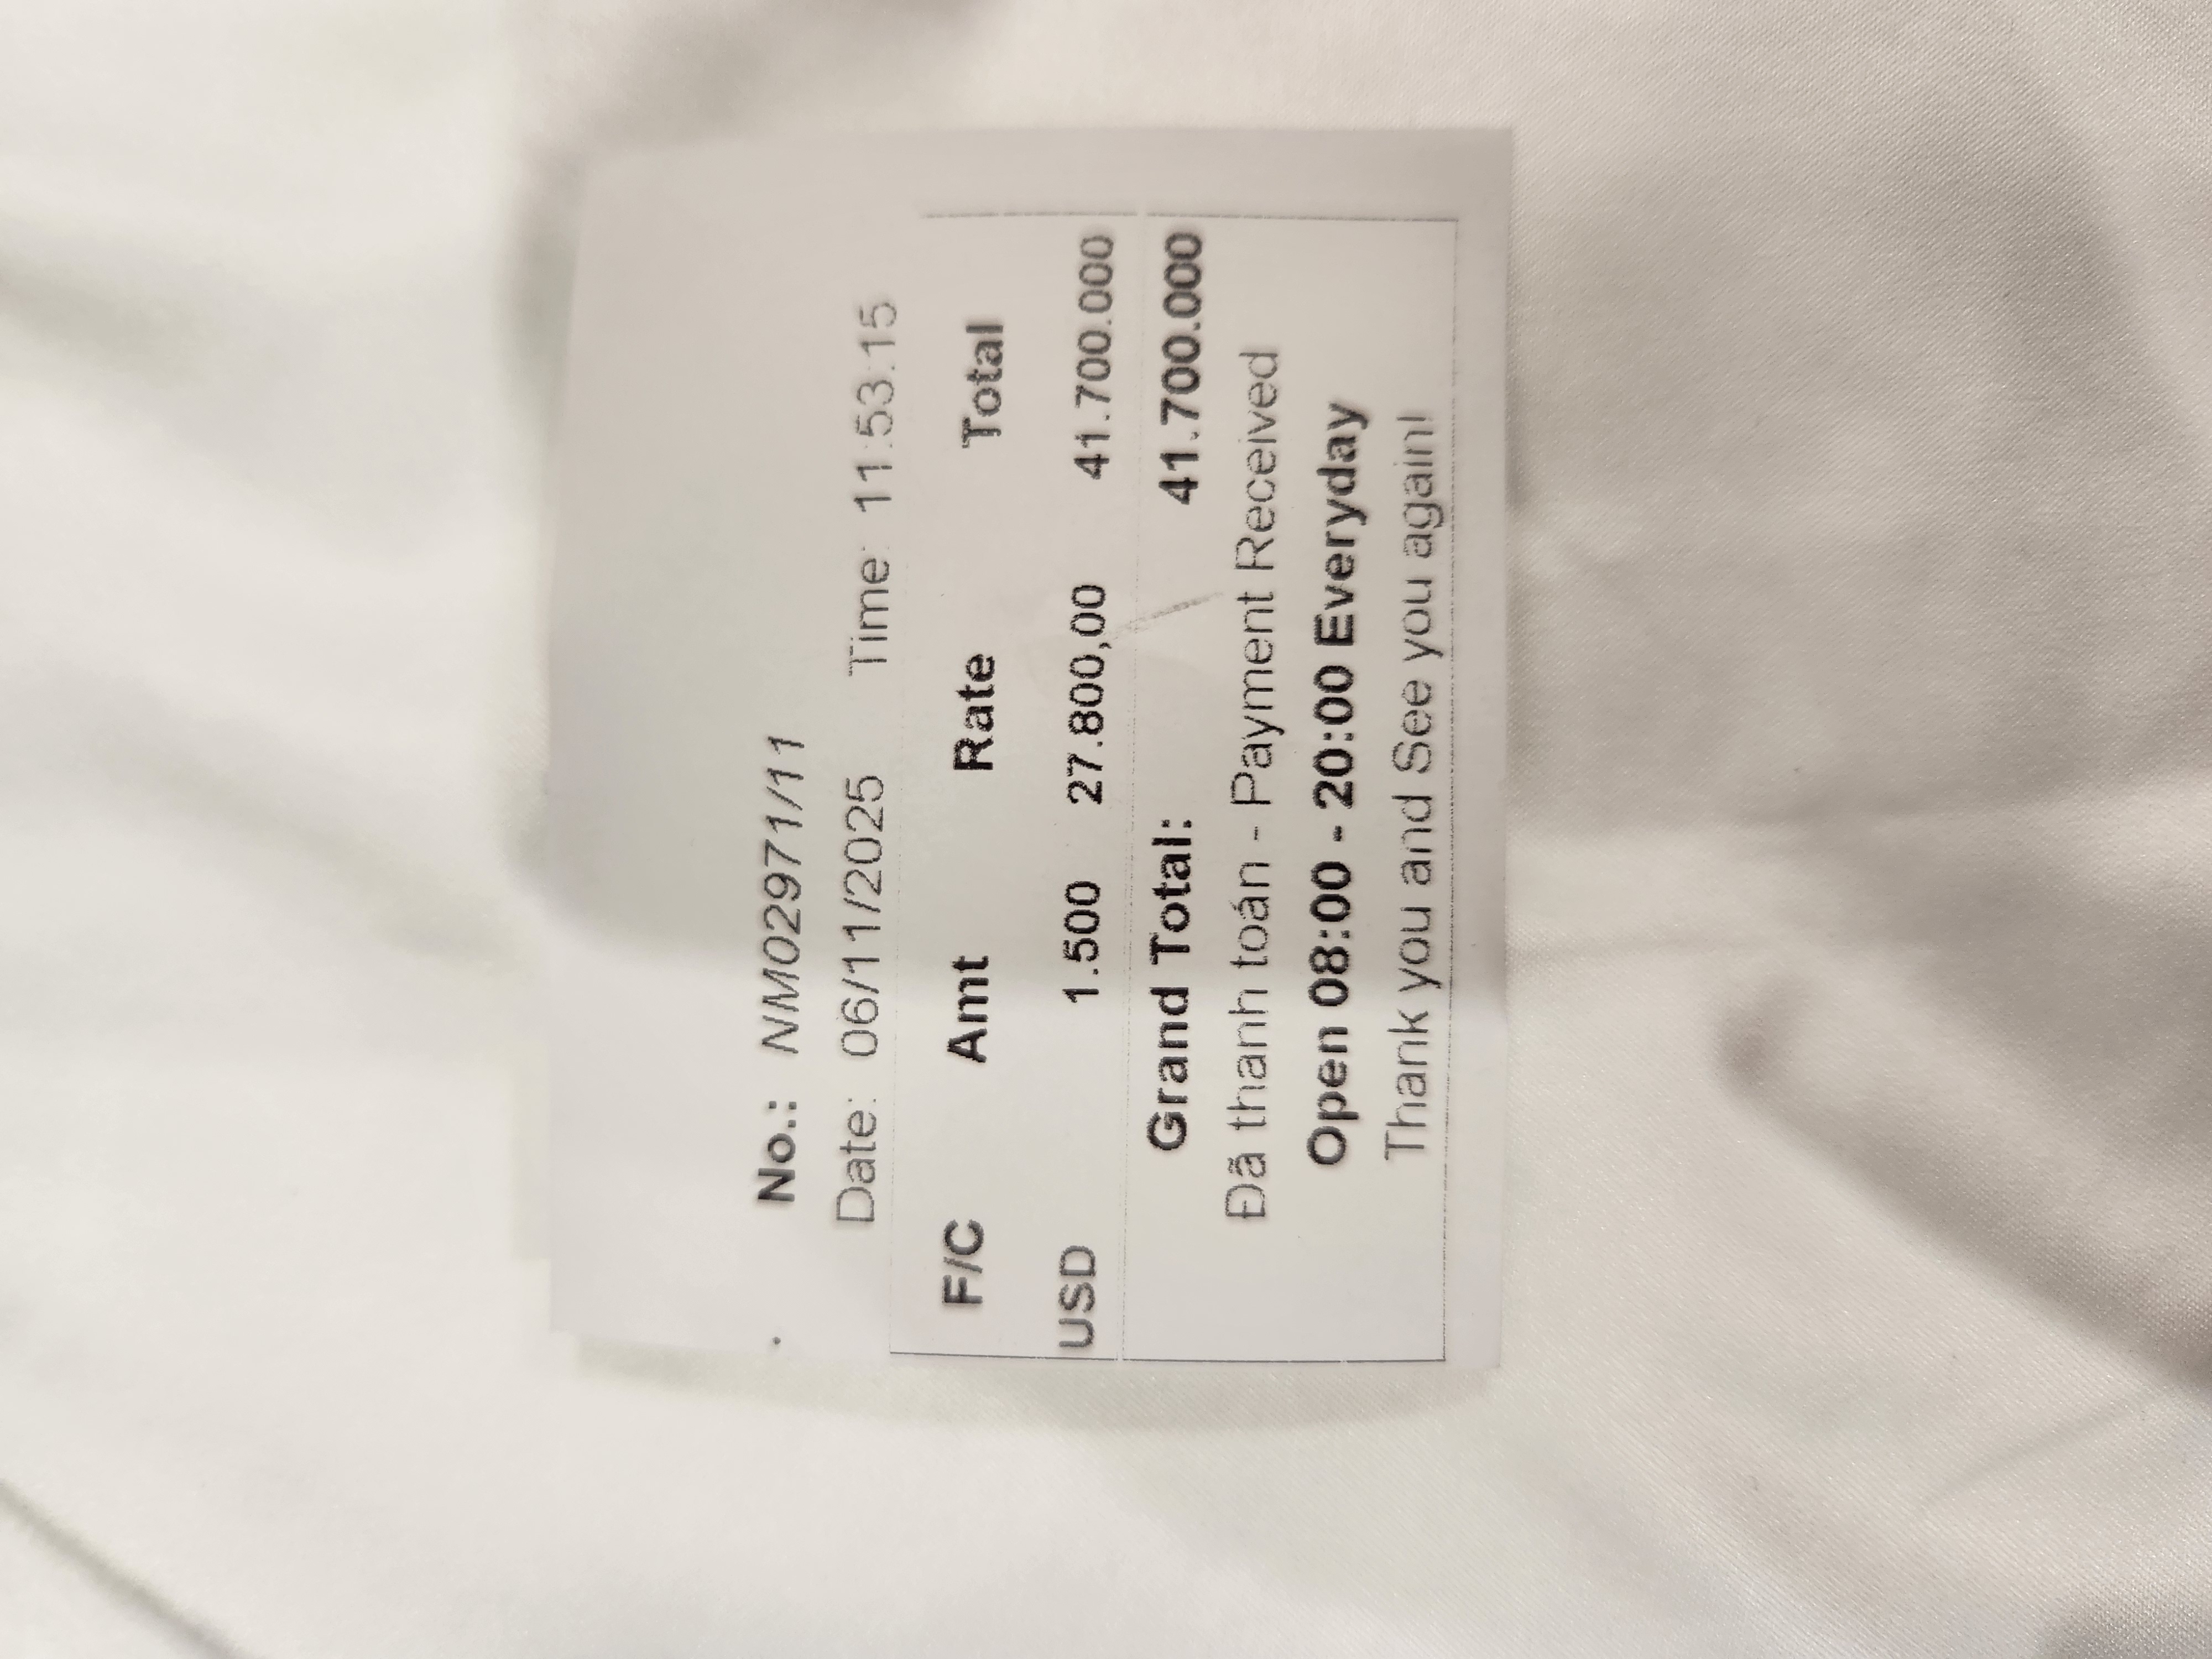 No.: NM02971/11
Date: 06/11/2025 Time: 11:53:15
F/C Amt Rate Total
USD 1.500 27.800,00 41.700.000
Grand Total: 41.700.000
Đã thanh toán - Payment Received
Open 08:00 - 20:00 Everyday
Thank you and See you again!